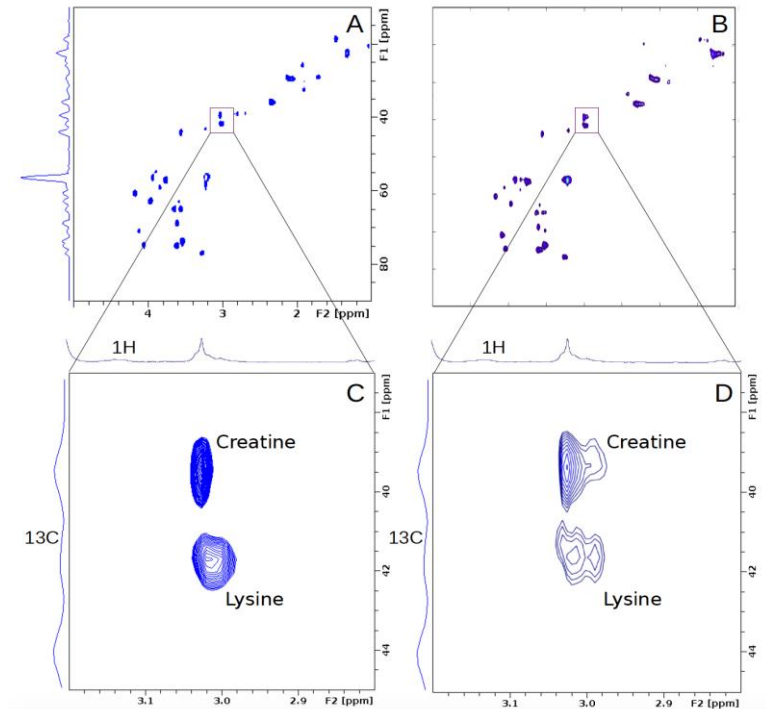 A
F1 [ppm]
40
60
80
4
3
2
F2 [ppm]
B
1H
C
F1 [ppm]
Creatine
40
13C
42
Lysine
44
3.1
3.0
2.9
F2 [ppm]
1H
D
F1 [ppm]
Creatine
40
13C
42
Lysine
44
3.1
3.0
2.9
F2 [ppm]